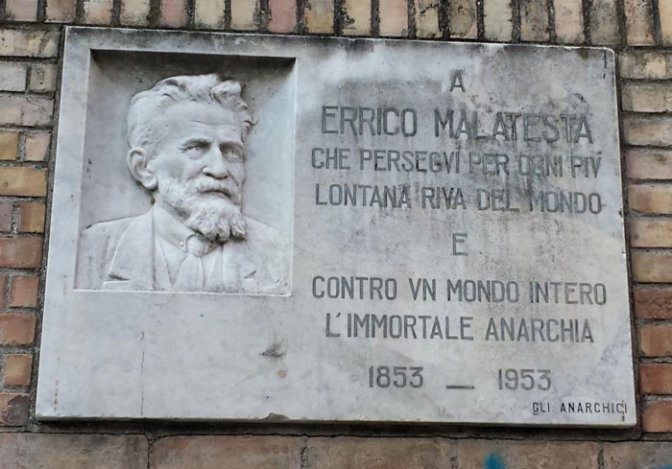 A
ERRICO MALATESTA
CHE PERSEGVÌ PER OGNI PIV
LONTANA RIVA DEL MONDO
E
CONTRO VN MONDO INTERO
L'IMMORTALE ANARCHIA
1853 — 1953
GLI ANARCHICI